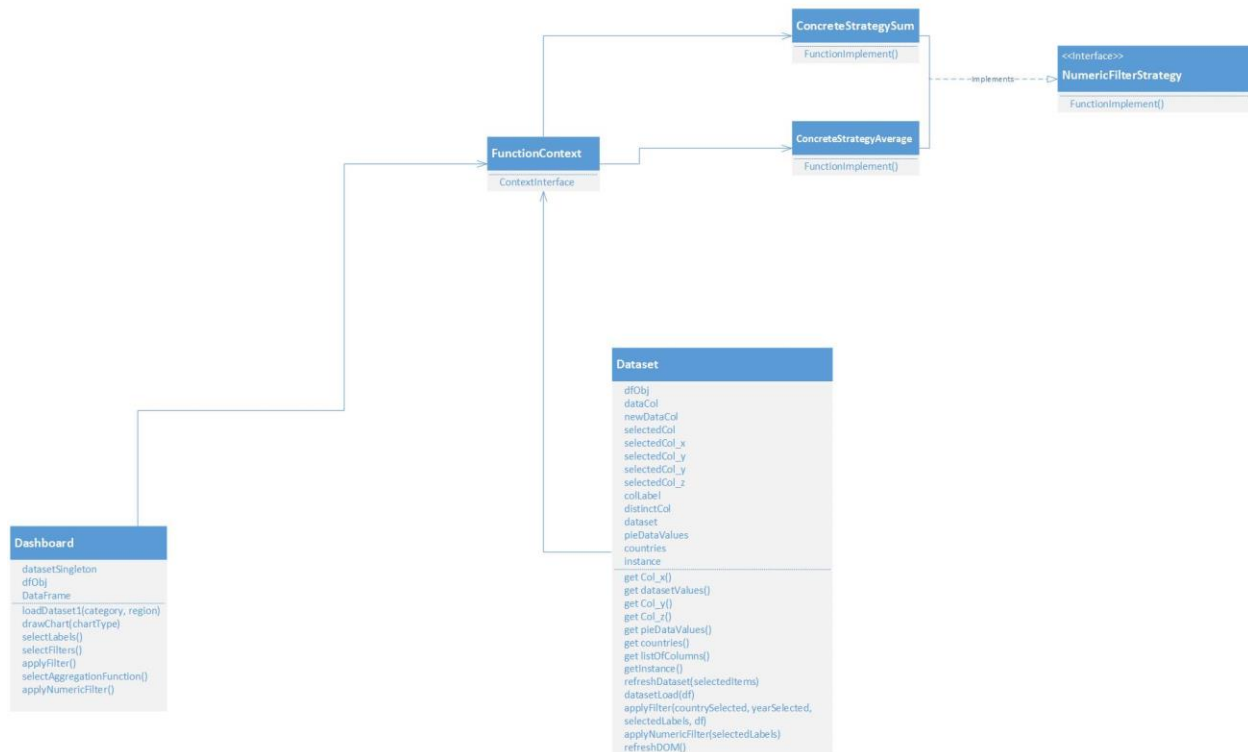 ConcreteStrategySum
FunctionImplement()
<<Interface>>
NumericFilterStrategy
FunctionImplement()
implements
ConcreteStrategyAverage
FunctionImplement()
FunctionContext
ContextInterface
Dataset
dfObj
dataCol
newDataCol
selectedCol
selectedCol_x
selectedCol_y
selectedCol_y
selectedCol_z
colLabel
distinctCol
dataset
pieDataValues
countries
instance
get Col_x()
get datasetValues()
get Col_y()
get Col_z()
get pieDataValues()
get countries()
get listOfColumns()
getInstance()
refreshDataset(selectedItems)
datasetLoad(df)
applyFilter(countrySelected, yearSelected,
selectedLabels, df)
applyNumericFilter(selectedLabels)
refreshDOM()
Dashboard
datasetSingleton
dfObj
DataFrame
loadDataset1(category, region)
drawChart(chartType)
selectLabels()
selectFilters()
applyFilter()
selectAggregationFunction()
applyNumericFilter()